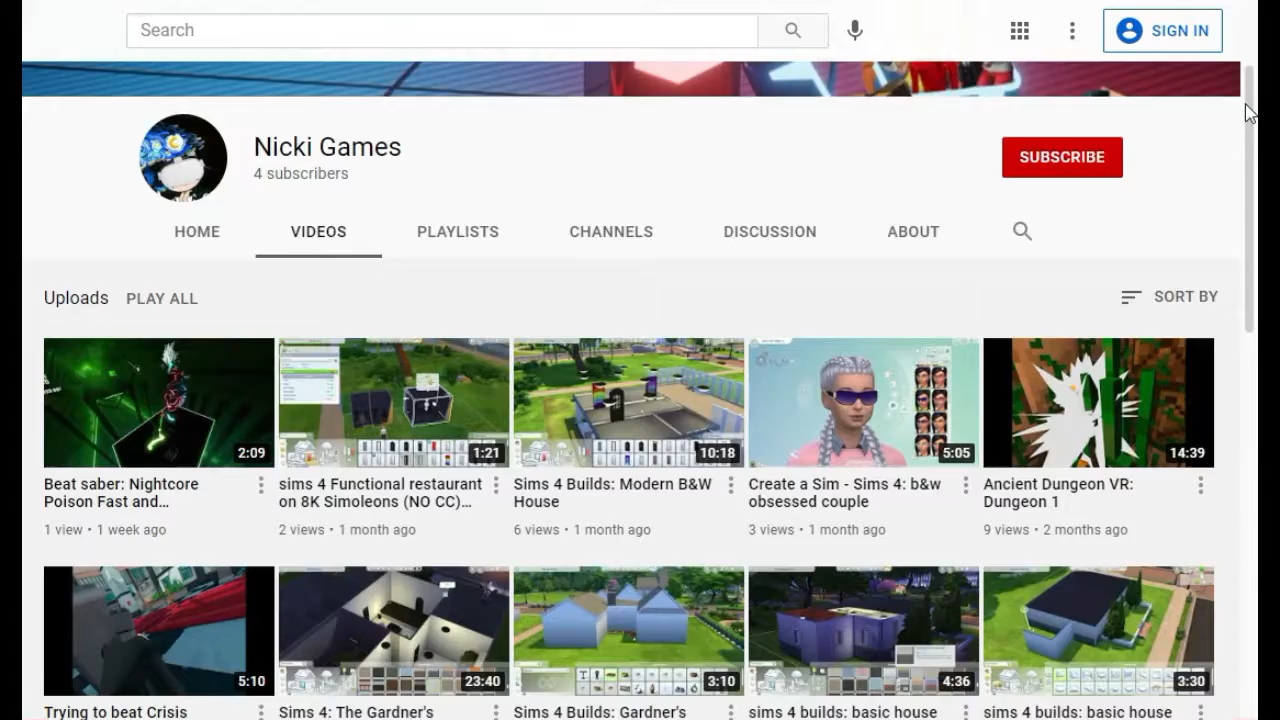 Search
SIGN IN
Nicki Games
4 subscribers
SUBSCRIBE
HOME VIDEOS PLAYLISTS CHANNELS DISCUSSION ABOUT
Uploads PLAY ALL SORT BY
2:09 1:21 10:18 5:05 14:39
Beat saber: Nightcore
Poison Fast and...
1 view • 1 week ago
sims 4 Functional restaurant
on 8K Simoleons (NO CC)...
2 views • 1 month ago
Sims 4 Builds: Modern B&W
House
6 views • 1 month ago
Create a Sim - Sims 4: b&w
obsessed couple
3 views • 1 month ago
Ancient Dungeon VR:
Dungeon 1
9 views • 2 months ago
5:10 23:40 3:10 4:36 3:30
Trying to beat Crisis
Sims 4: The Gardner's
Sims 4 Builds: Gardner's
sims 4 builds: basic house
sims 4 builds: basic house